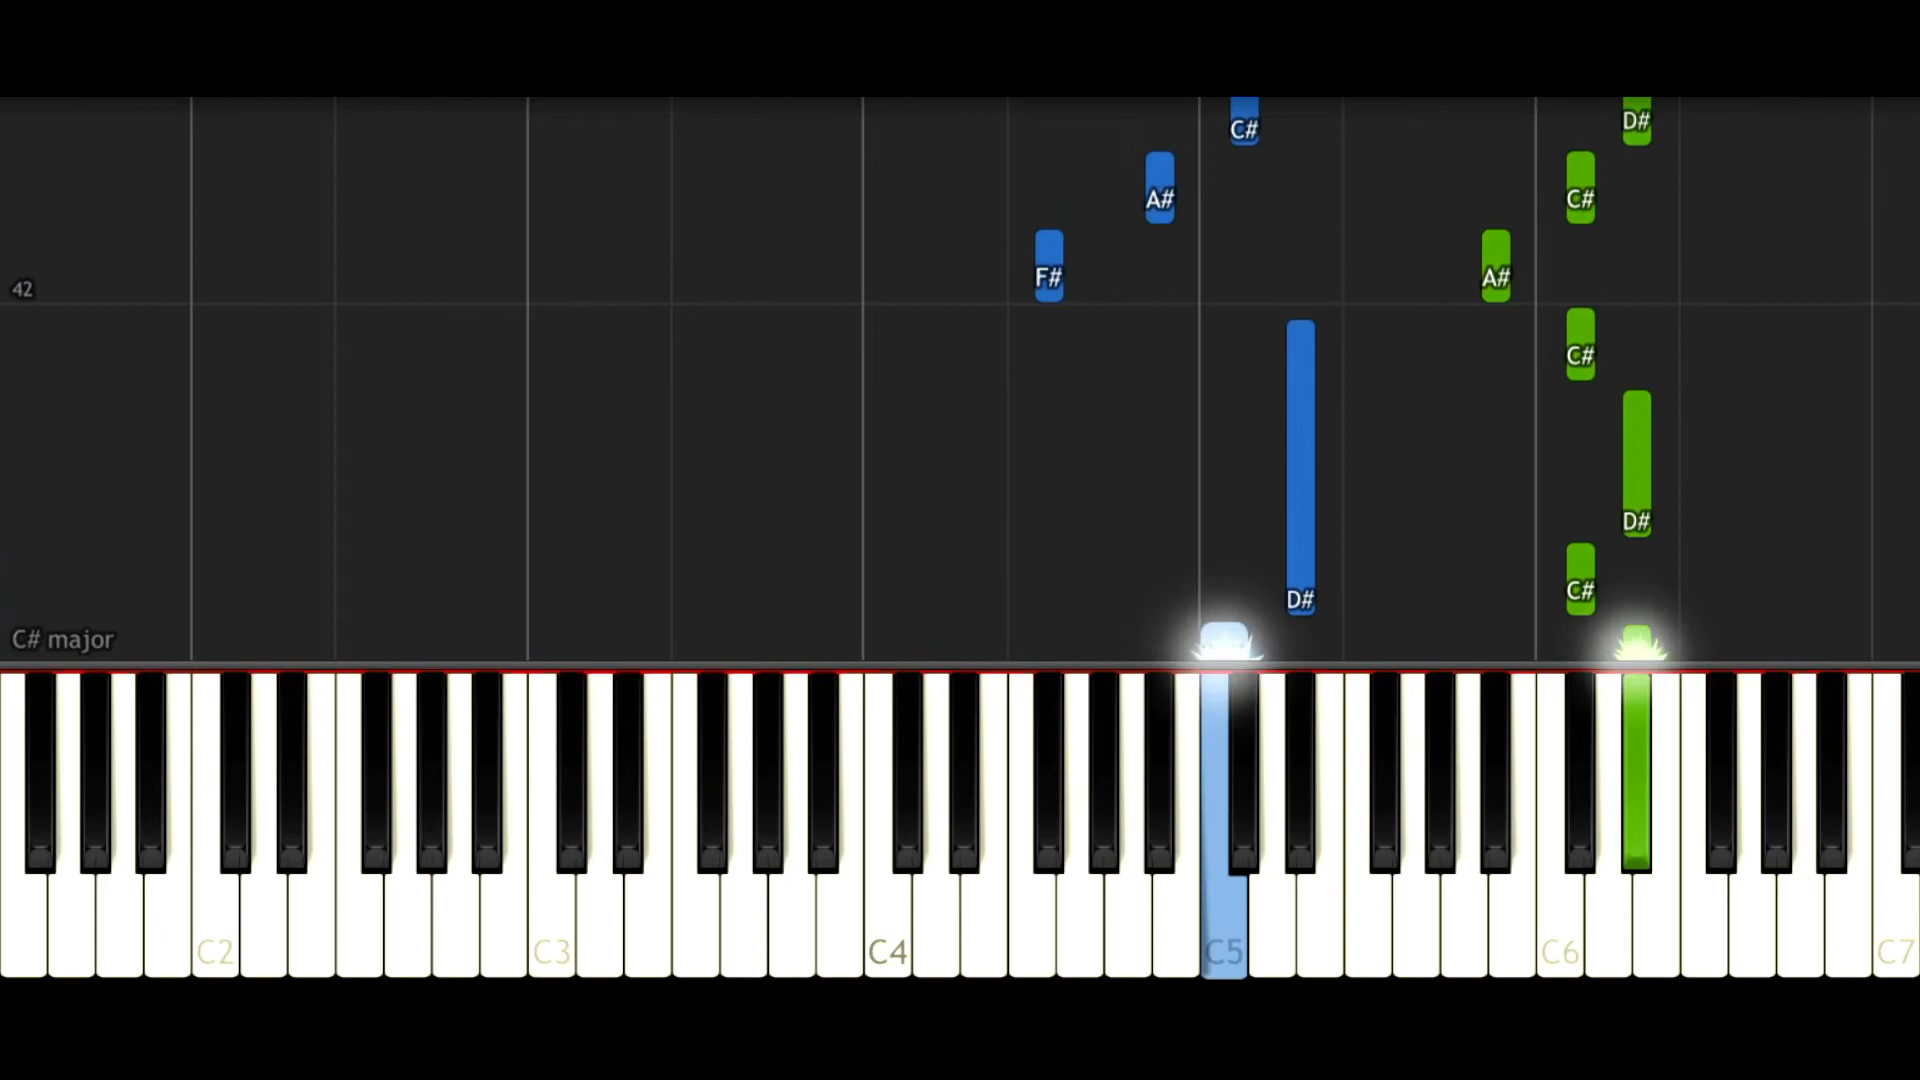 C# D#
A# C#
F# A#
42
C#
D#
D# C#
C# major
C2 C3 C4 C5 C6 C7